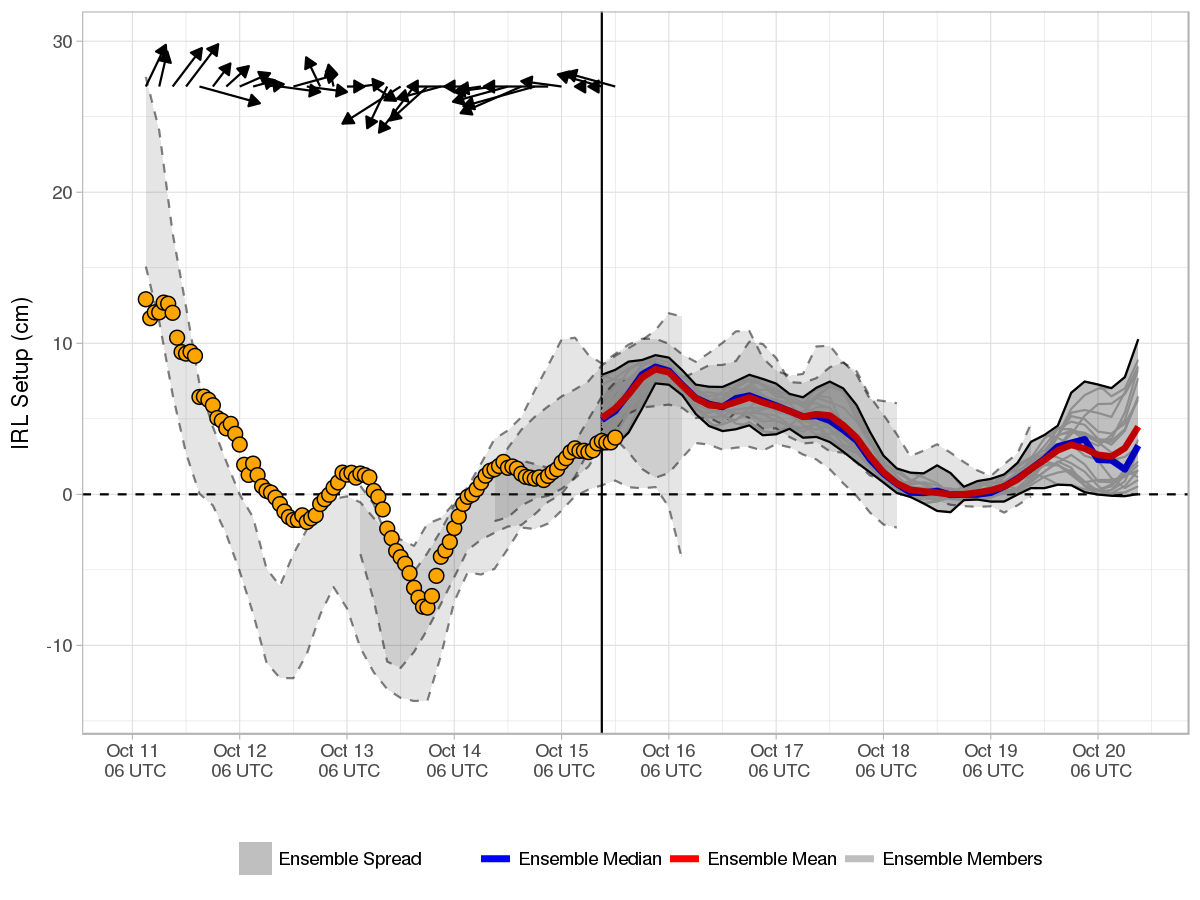 IRL Setup (cm)
30
20
10
0
-10
Oct 11 Oct 12 Oct 13 Oct 14 Oct 15 Oct 16 Oct 17 Oct 18 Oct 19 Oct 20
06 UTC 06 UTC 06 UTC 06 UTC 06 UTC 06 UTC 06 UTC 06 UTC 06 UTC 06 UTC
Ensemble Spread Ensemble Median Ensemble Mean Ensemble Members